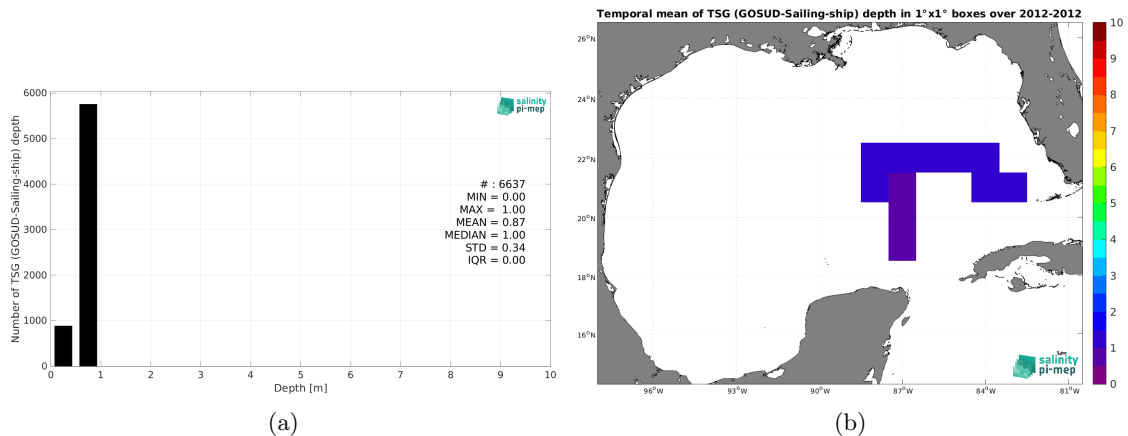 Number of TSG (GOSUD-Sailing-ship) depth
6000
5000
4000
3000
2000
1000
0
0 1 2 3 4 5 6 7 8 9 10
Depth [m]
salinity
pi-mep
# : 6637
MIN = 0.00
MAX = 1.00
MEAN = 0.87
MEDIAN = 1.00
STD = 0.34
IQR = 0.00
(a)
Temporal mean of TSG (GOSUD-Sailing-ship) depth in 1°x1° boxes over 2012-2012
26°N
24°N
22°N
20°N
18°N
16°N
96°W 93°W 90°W 87°W 84°W 81°W
salinity
pi-mep
10
9
8
7
6
5
4
3
2
1
0
(b)